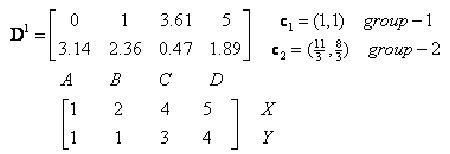 D¹ = [0 1 3.61 5] c₁ = (1,1) group-1
[3.14 2.36 0.47 1.89] c₂ = (11/3, 8/3) group-2
A B C D
[1 2 4 5] X
[1 1 3 4] Y